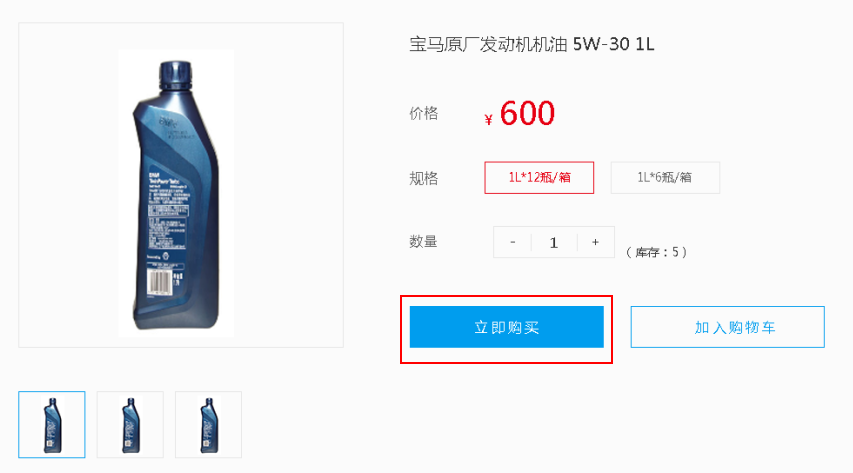 宝马原厂发动机机油 5W-30 1L
价格 ¥ 600
规格 1L*12瓶/箱 1L*6瓶/箱
数量 - 1 + （ 库存：5 ）
立即购买 加入购物车